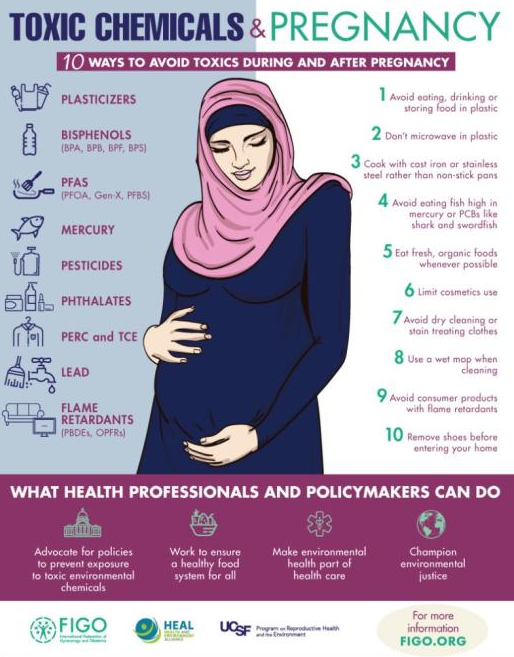 TOXIC CHEMICALS & PREGNANCY
10 WAYS TO AVOID TOXICS DURING AND AFTER PREGNANCY
PLASTICIZERS
BISPHENOLS
(BPA, BPB, BPF, BPS)
PFAS
(PFOA, Gen-X, PFBS)
MERCURY
PESTICIDES
PHTHALATES
PERC and TCE
LEAD
FLAME
RETARDANTS
(PBDEs, OPFRs)
1 Avoid eating, drinking or
storing food in plastic
2 Don't microwave in plastic
3 Cook with cast iron or stainless
steel rather than non-stick pans
4 Avoid eating fish high in
mercury or PCBs like
shark and swordfish
5 Eat fresh, organic foods
whenever possible
6 Limit cosmetics use
7 Avoid dry cleaning or
stain treating clothes
8 Use a wet mop when
cleaning
9 Avoid consumer products
with flame retardants
10 Remove shoes before
entering your home
WHAT HEALTH PROFESSIONALS AND POLICYMAKERS CAN DO
Advocate for policies
to prevent exposure
to toxic environmental
chemicals
Work to ensure
a healthy food
system for all
Make environmental
health part of
health care
Champion
environmental
justice
FIGO
International Federation of
Gynecology and Obstetrics
HEAL
HEALTH AND
ENVIRONMENT
ALLIANCE
UCSF
Program on Reproductive Health
and the Environment
For more
information
FIGO.ORG